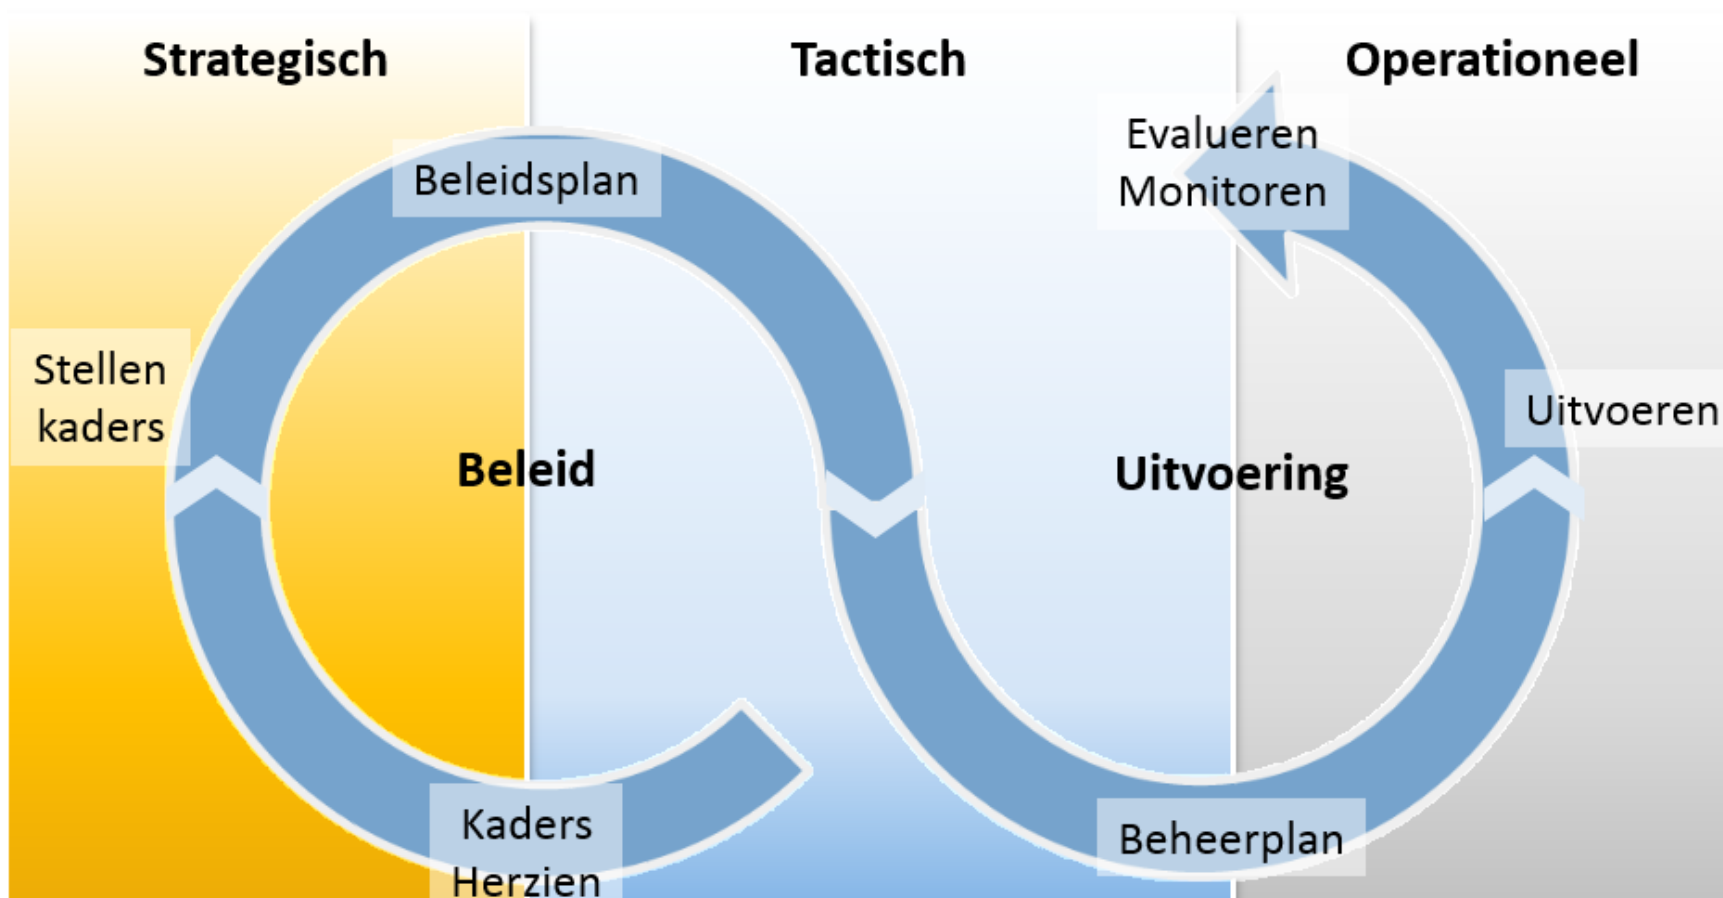 Strategisch
Tactisch
Operationeel
Evalueren
Monitoren
Beleidsplan
Stellen
kaders
Uitvoeren
Beleid
Uitvoering
Kaders
Herzien
Beheerplan